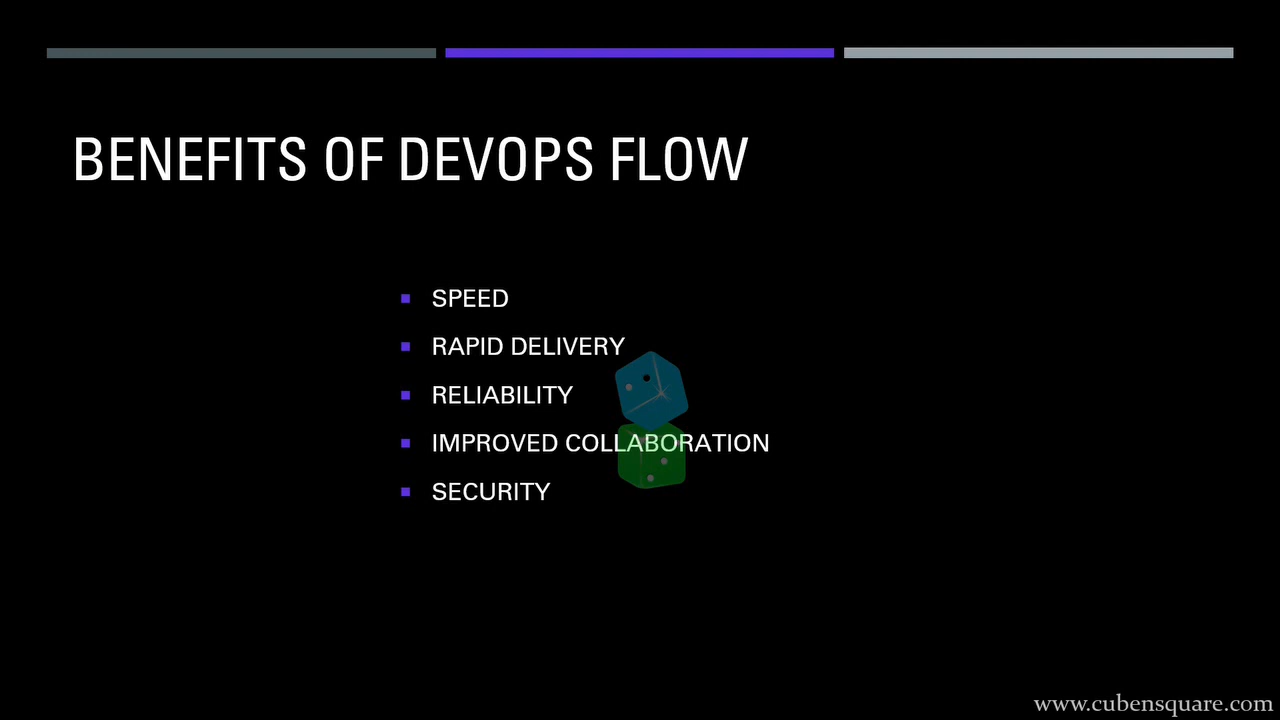 BENEFITS OF DEVOPS FLOW
SPEED
RAPID DELIVERY
RELIABILITY
IMPROVED COLLABORATION
SECURITY
www.cubensquare.com